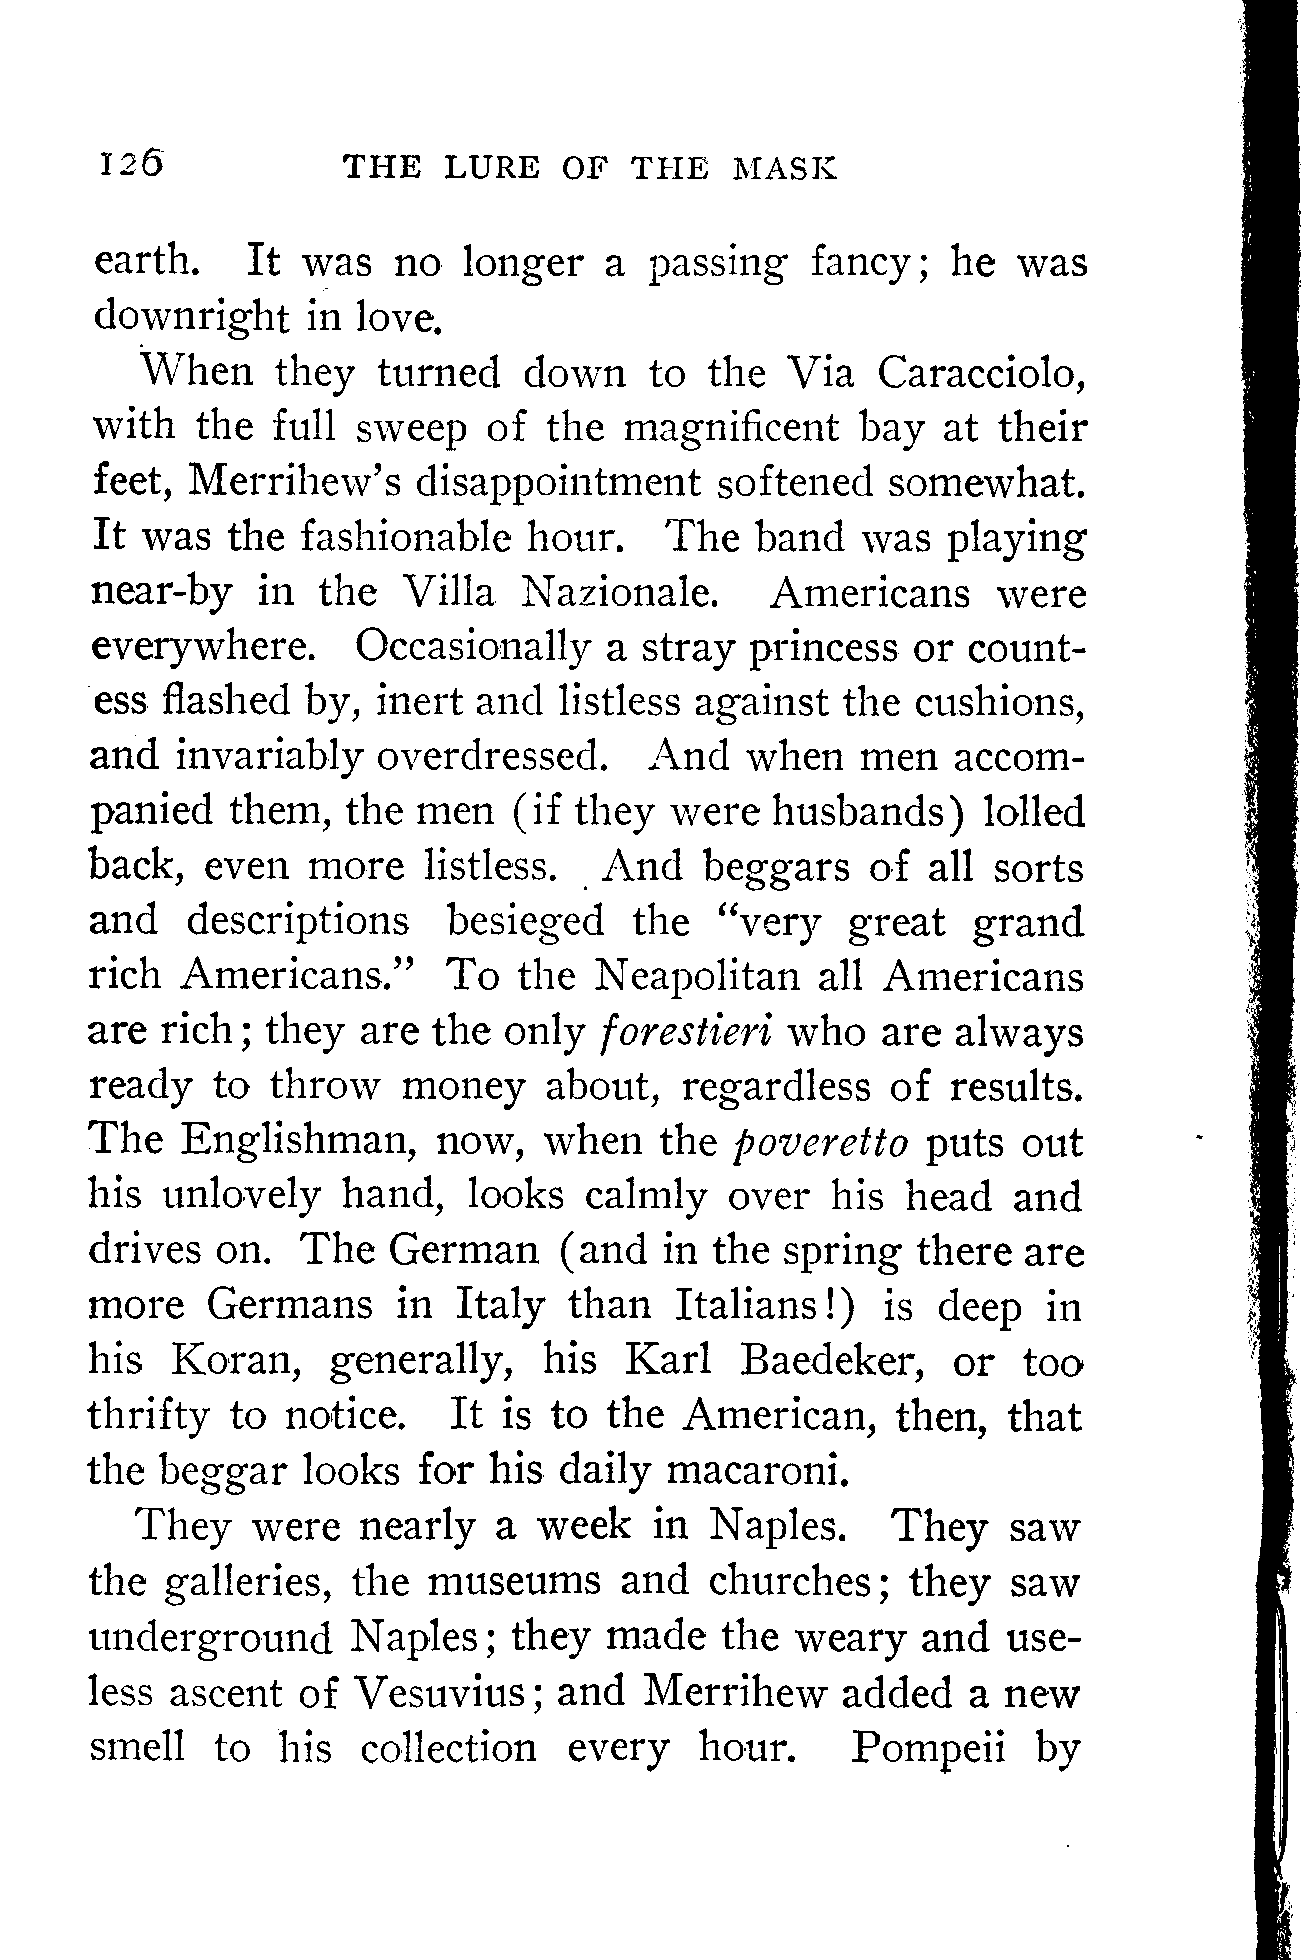 126 THE LURE OF THE MASK
earth. It was no longer a passing fancy; he was
downright in love.
When they turned down to the Via Caracciolo,
with the full sweep of the magnificent bay at their
feet, Merrihew's disappointment softened somewhat.
It was the fashionable hour. The band was playing
near-by in the Villa Nazionale. Americans were
everywhere. Occasionally a stray princess or count-
ess flashed by, inert and listless against the cushions,
and invariably overdressed. And when men accom-
panied them, the men (if they were husbands) lolled
back, even more listless. And beggars of all sorts
and descriptions besieged the "very great grand
rich Americans." To the Neapolitan all Americans
are rich; they are the only forestieri who are always
ready to throw money about, regardless of results.
The Englishman, now, when the poveretto puts out
his unlovely hand, looks calmly over his head and
drives on. The German (and in the spring there are
more Germans in Italy than Italians!) is deep in
his Koran, generally, his Karl Baedeker, or too
thrifty to notice. It is to the American, then, that
the beggar looks for his daily macaroni.
They were nearly a week in Naples. They saw
the galleries, the museums and churches; they saw
underground Naples; they made the weary and use-
less ascent of Vesuvius; and Merrihew added a new
smell to his collection every hour. Pompeii by